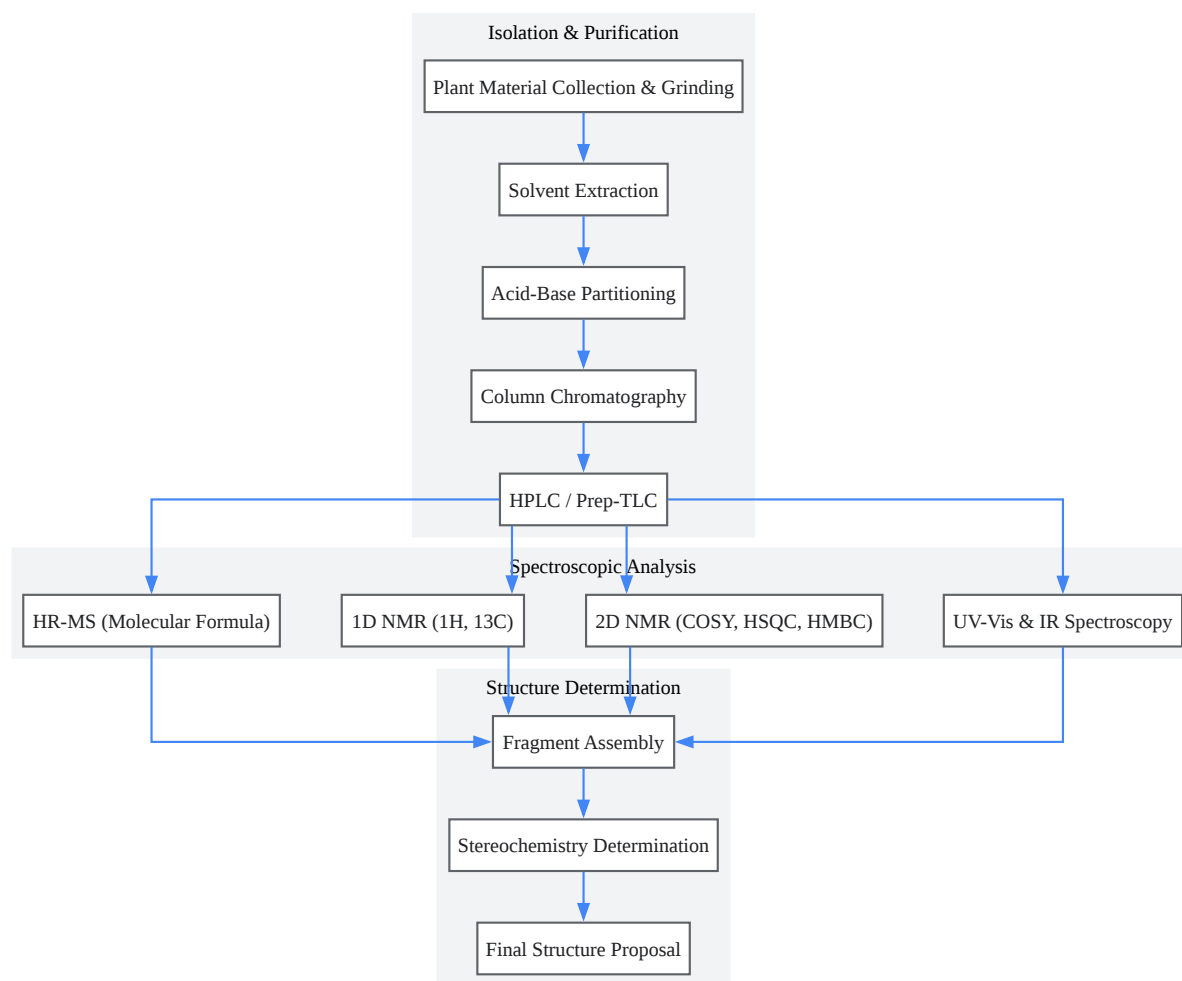 Isolation & Purification
Plant Material Collection & Grinding
Solvent Extraction
Acid-Base Partitioning
Column Chromatography
HPLC / Prep-TLC
Spectroscopic Analysis
HR-MS (Molecular Formula)
1D NMR (1H, 13C)
2D NMR (COSY, HSQC, HMBC)
UV-Vis & IR Spectroscopy
Structure Determination
Fragment Assembly
Stereochemistry Determination
Final Structure Proposal